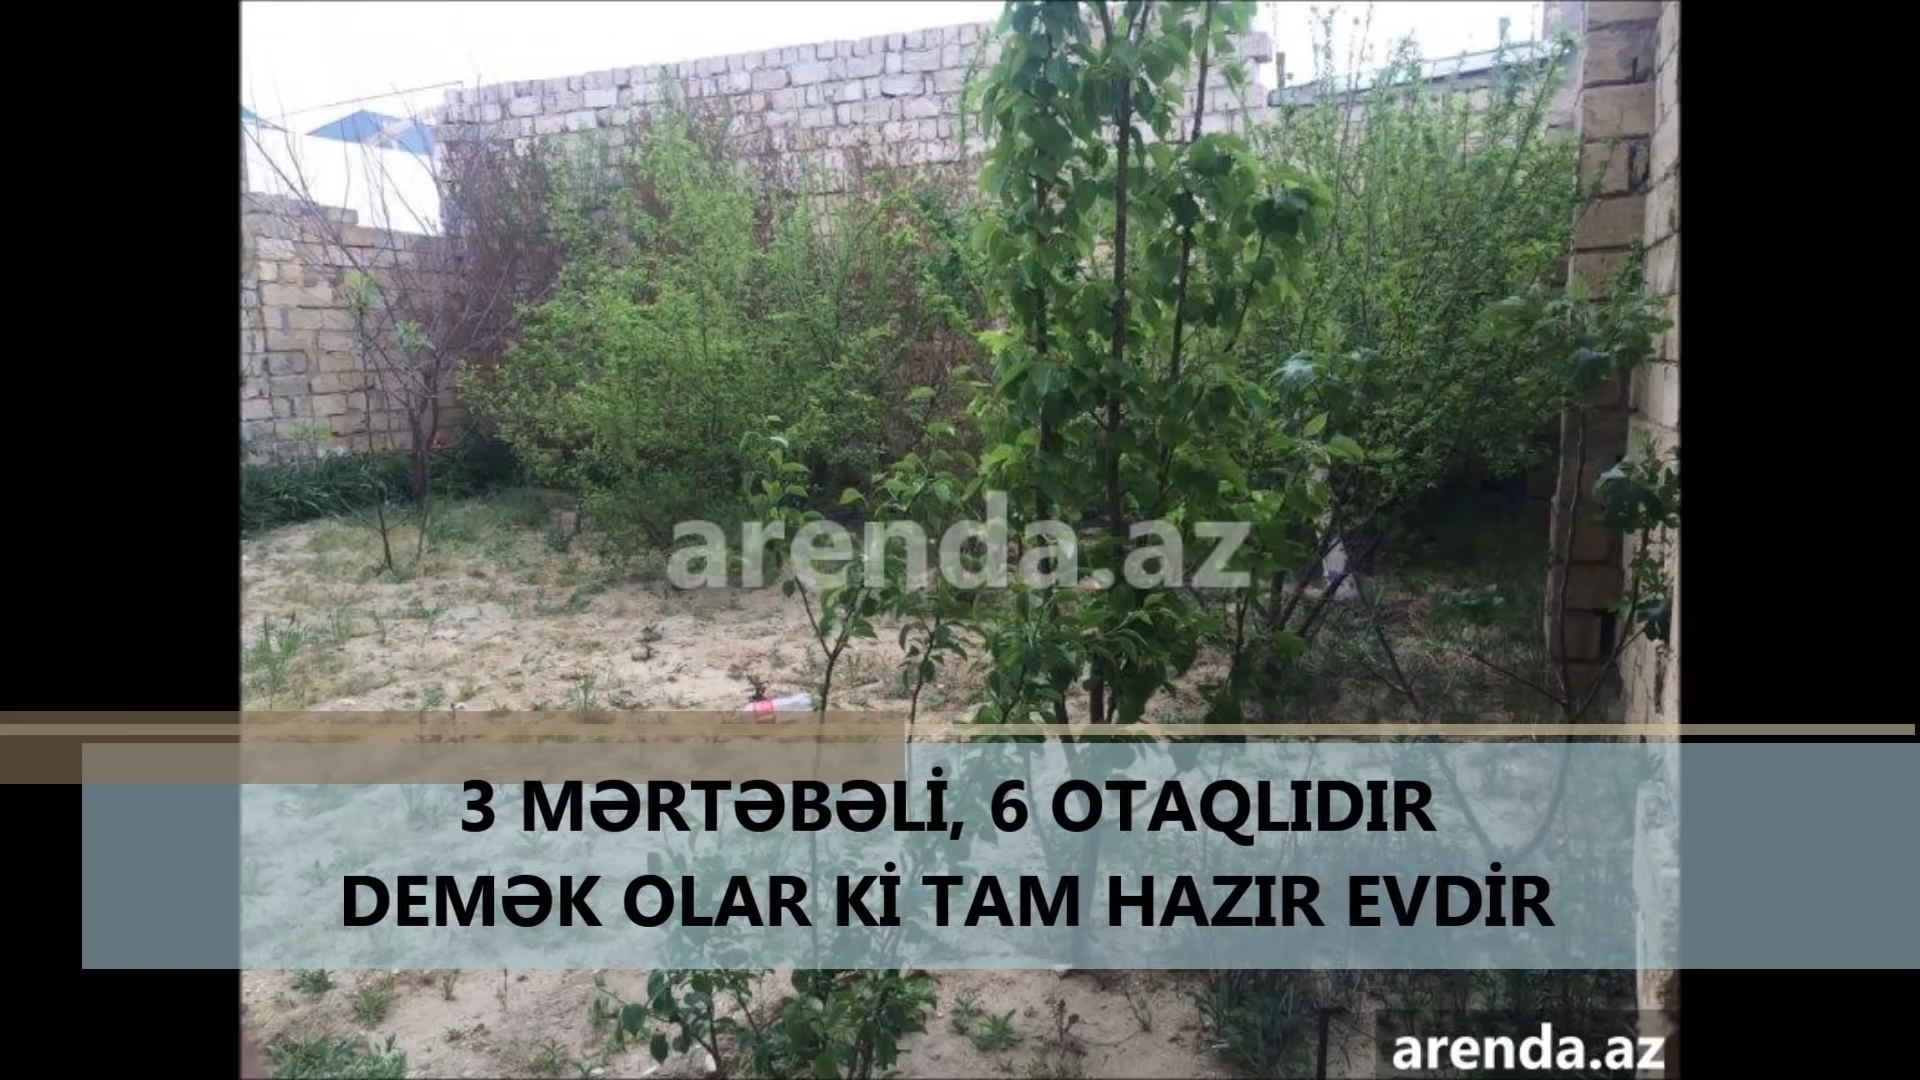 arenda.az
3 MƏRTƏBƏLİ, 6 OTAQLIDIR
DEMƏK OLAR Kİ TAM HAZIR EVDİR
arenda.az